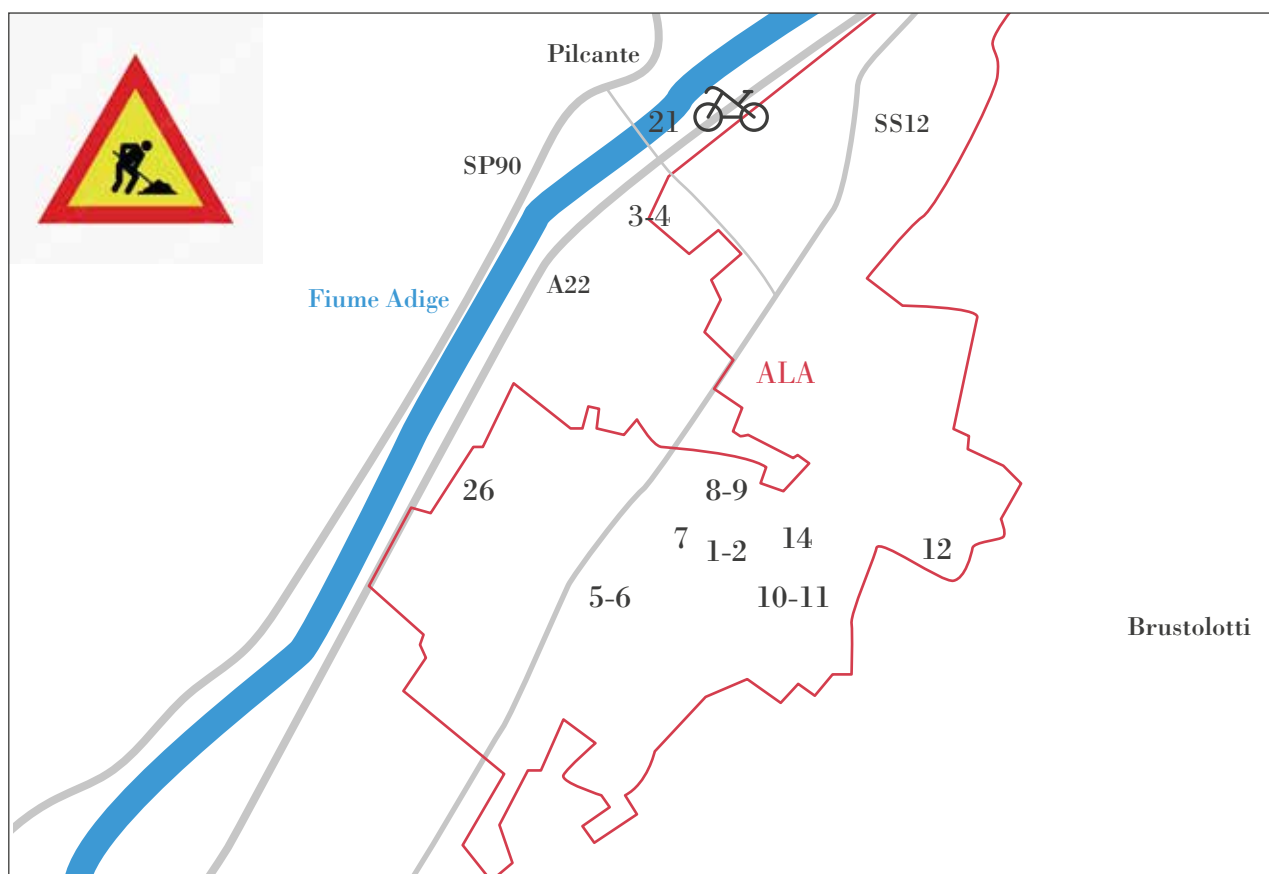 Pilcante
21
SS12
SP90
3-4
A22
Fiume Adige
ALA
26
8-9
7
1-2
14
12
5-6
10-11
Brustolotti